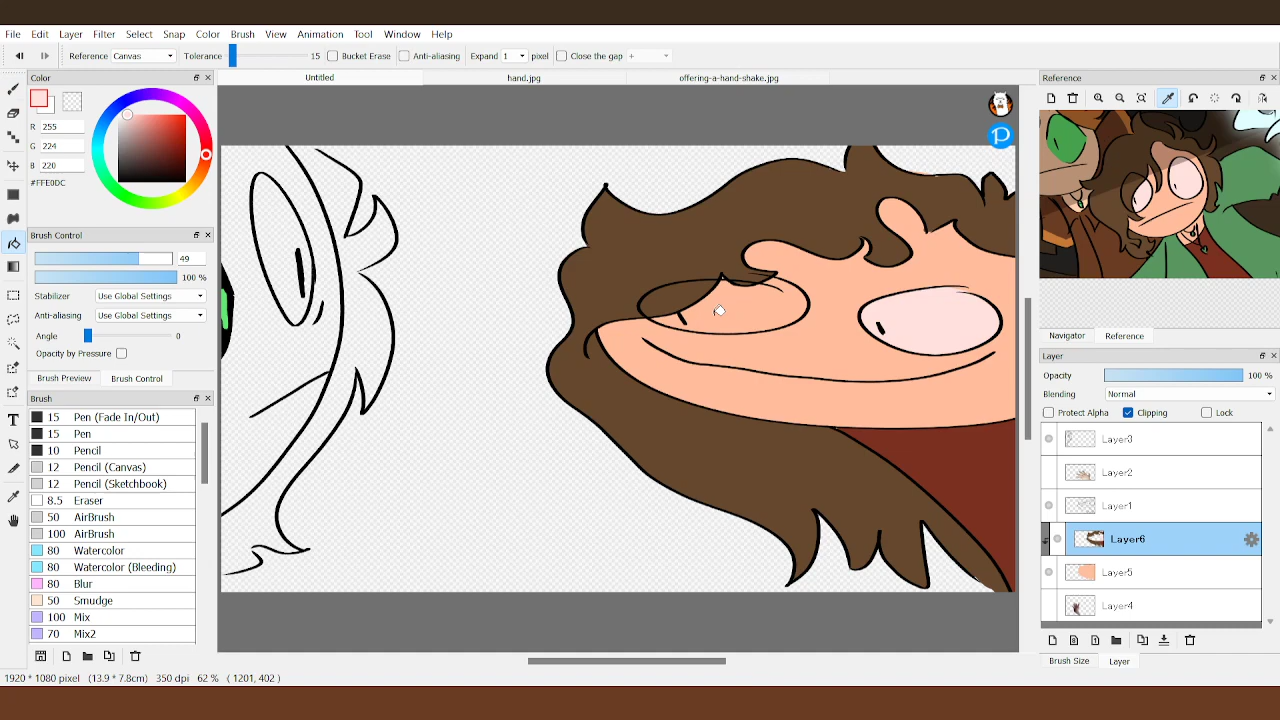 File Edit Layer Filter Select Snap Color Brush View Animation Tool Window Help
Reference Canvas Tolerance 15 Bucket Erase Anti-aliasing Expand 1 pixel Close the gap +
Color
R 255
G 224
B 220
#FFE0DC
Brush Control
49
100 %
Stabilizer Use Global Settings
Anti-aliasing Use Global Settings
Angle 0
Opacity by Pressure
Brush Preview Brush Control
Brush
15 Pen (Fade In/Out)
15 Pen
10 Pencil
12 Pencil (Canvas)
12 Pencil (Sketchbook)
8.5 Eraser
50 AirBrush
100 AirBrush
80 Watercolor
80 Watercolor (Bleeding)
80 Blur
50 Smudge
100 Mix
70 Mix2
Untitled hand.jpg offering-a-hand-shake.jpg
P
Reference
Navigator Reference
Layer
Opacity 100 %
Blending Normal
Protect Alpha Clipping Lock
Layer3
Layer2
Layer1
Layer6
Layer5
Layer4
Brush Size Layer
1920 * 1080 pixel (13.9 * 7.8cm) 350 dpi 62 % ( 1201, 402 )